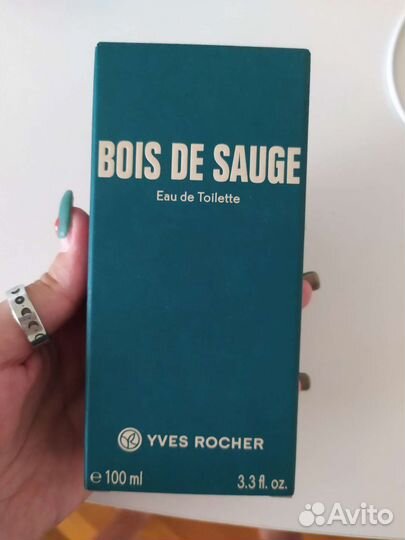 BOIS DE SAUGE
Eau de Toilette
YVES ROCHER
℮ 100 ml 3.3 fl. oz.
Avito